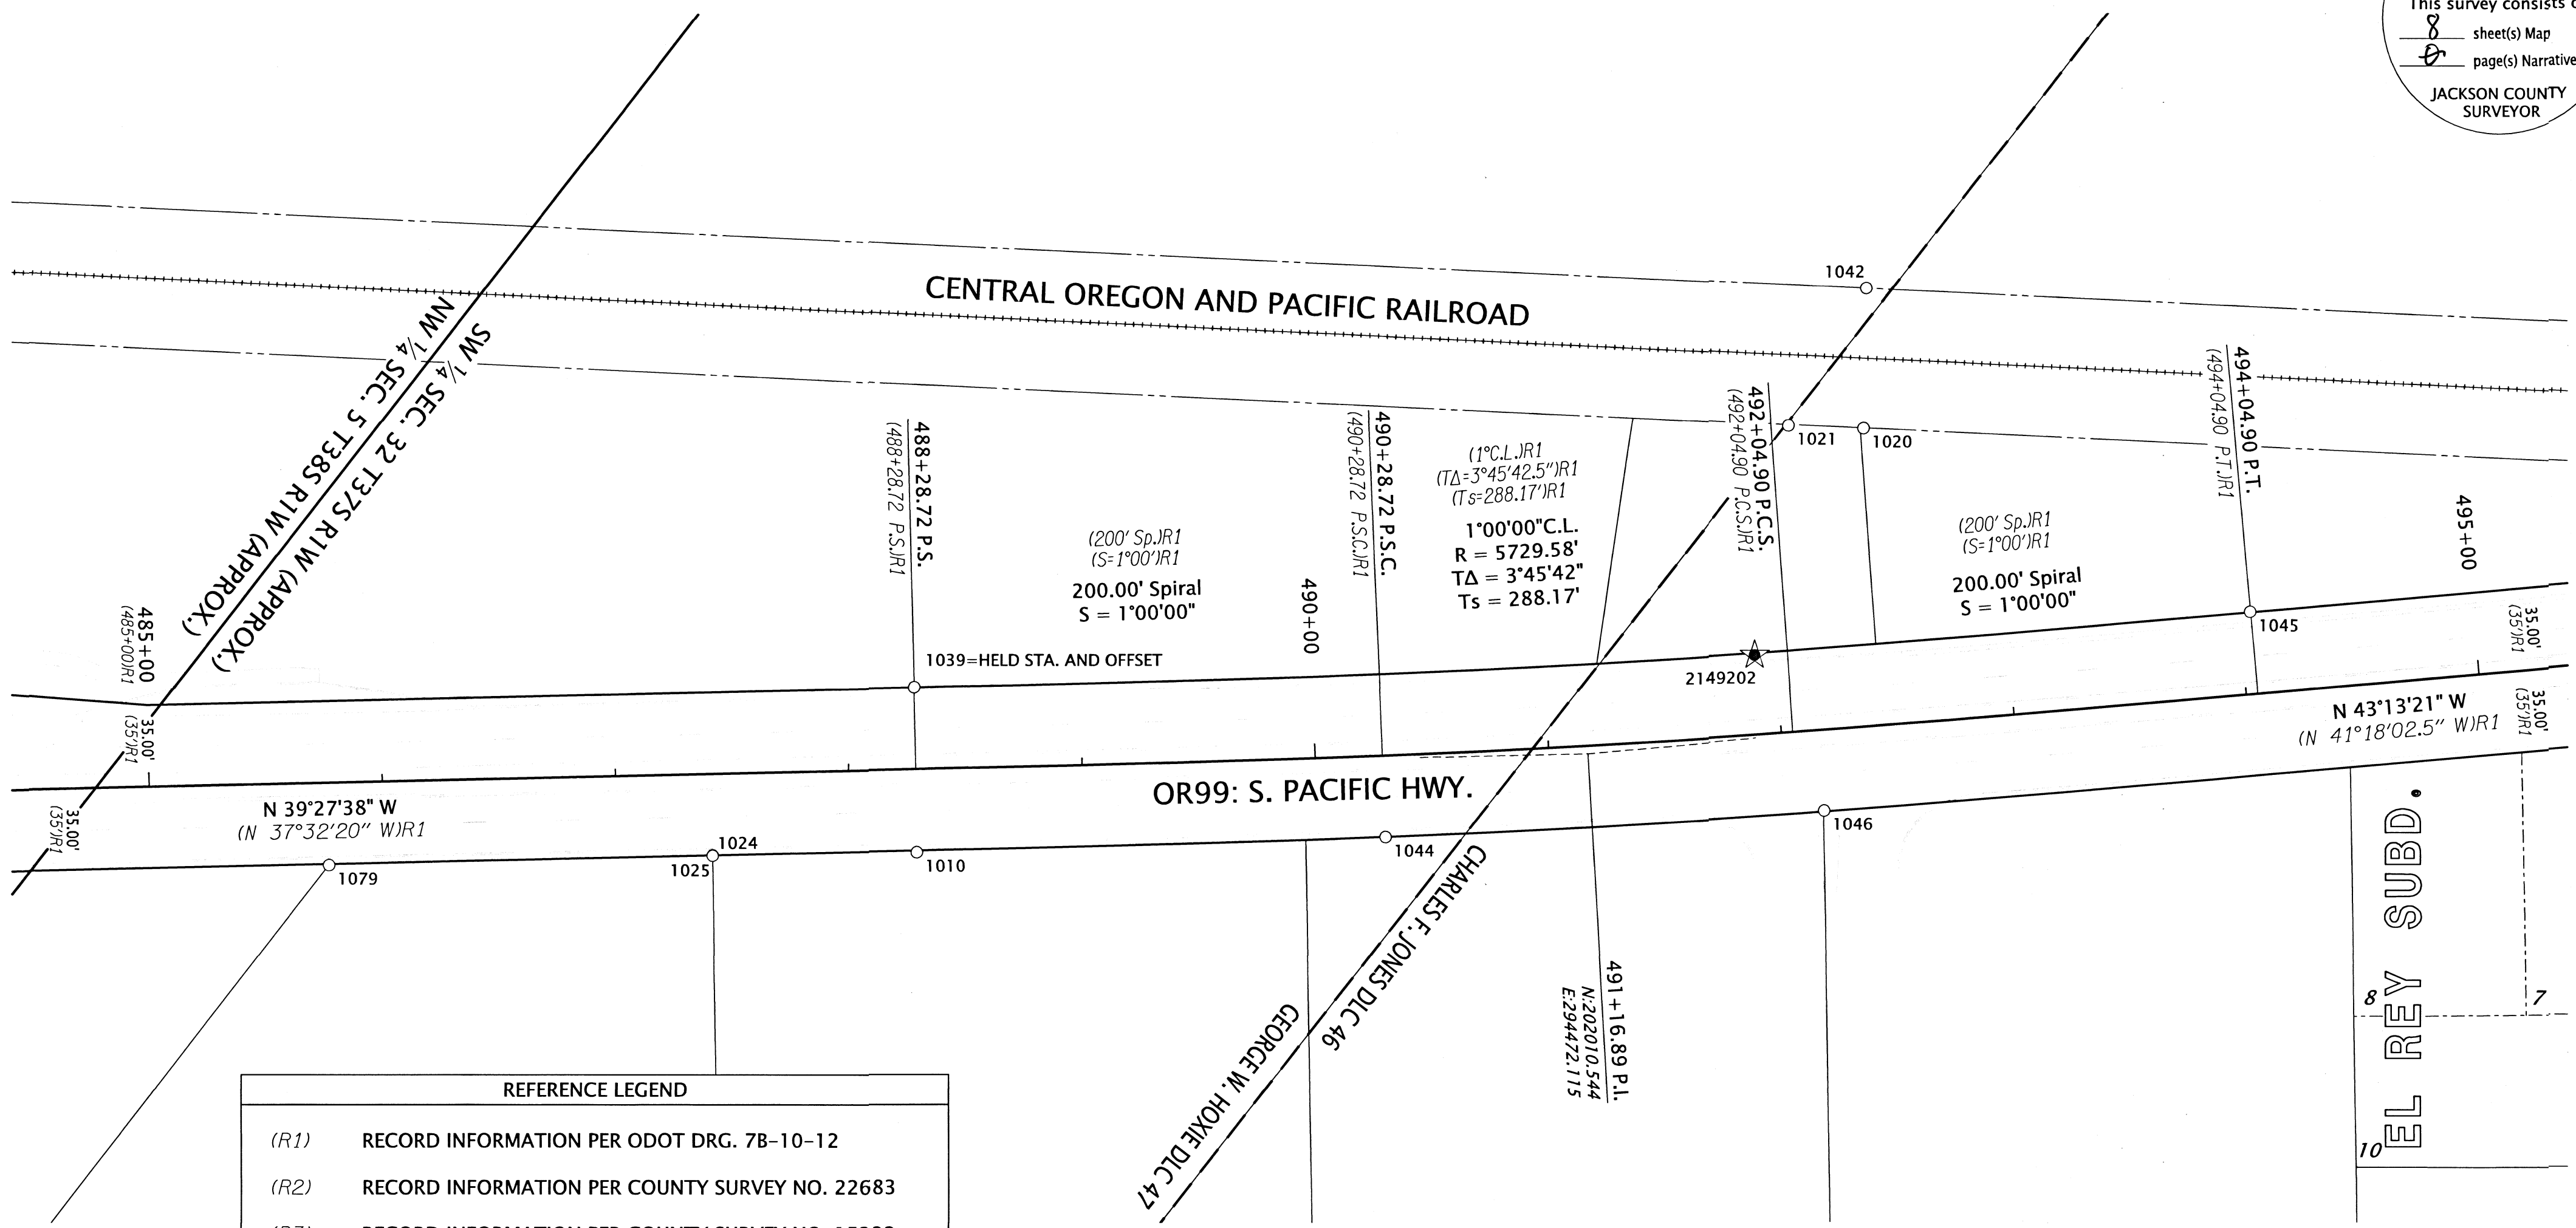 This survey consists
8 sheet(s) Map
0 page(s) Narrative
JACKSON COUNTY
SURVEYOR
1042
CENTRAL OREGON AND PACIFIC RAILROAD
NW ¼ SEC. 5 T38S R1W (APPROX.)
SW ¼ SEC. 32 T37S R1W (APPROX.)
485+00
(485+00)R1
488+28.72 P.S.
(488+28.72 P.S.)R1
(200' Sp.)R1
(S=1°00')R1
200.00' Spiral
S = 1°00'00"
490+00
490+28.72 P.S.C.
(490+28.72 P.S.C.)R1
(1°C.L.)R1
(TΔ=3°45'42.5")R1
(Ts=288.17')R1
1°00'00"C.L.
R = 5729.58'
TΔ = 3°45'42"
Ts = 288.17'
492+04.90 P.C.S.
(492+04.90 P.C.S.)R1
1021
1020
(200' Sp.)R1
(S=1°00')R1
200.00' Spiral
S = 1°00'00"
494+04.90 P.T.
(494+04.90 P.T.)R1
495+00
1039=HELD STA. AND OFFSET
2149202
1045
35.00'
(35')R1
35.00'
(35')R1
35.00'
(35')R1
35.00'
(35')R1
N 39°27'38" W
(N 37°32'20" W)R1
OR99: S. PACIFIC HWY.
N 43°13'21" W
(N 41°18'02.5" W)R1
1079
1024
1025
1010
1044
1046
CHARLES F. JONES DLC 46
GEORGE W. HOXIE DLC 47
491+16.89 P.I.
N:202010.544
E:294472.115
EL REY SUBD.
8
7
10
REFERENCE LEGEND
(R1) RECORD INFORMATION PER ODOT DRG. 7B-10-12
(R2) RECORD INFORMATION PER COUNTY SURVEY NO. 22683